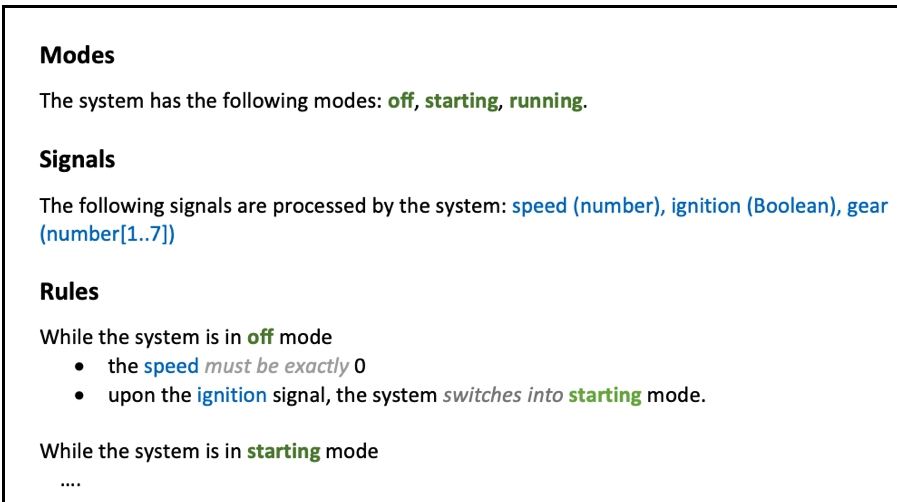 Modes
The system has the following modes: off, starting, running.
Signals
The following signals are processed by the system: speed (number), ignition (Boolean), gear
(number[1..7])
Rules
While the system is in off mode
• the speed must be exactly 0
• upon the ignition signal, the system switches into starting mode.
While the system is in starting mode
....